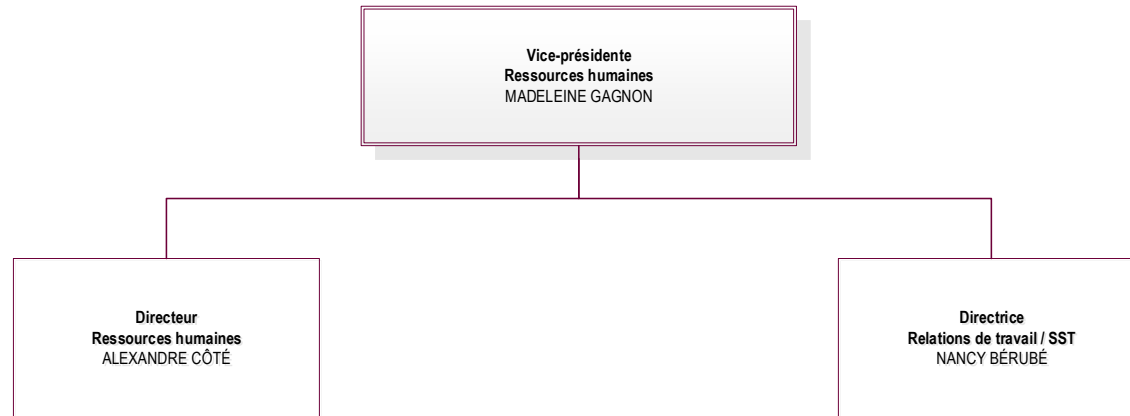 Vice-présidente
Ressources humaines
MADELEINE GAGNON
Directeur
Ressources humaines
ALEXANDRE CÔTÉ
Directrice
Relations de travail / SST
NANCY BÉRUBÉ